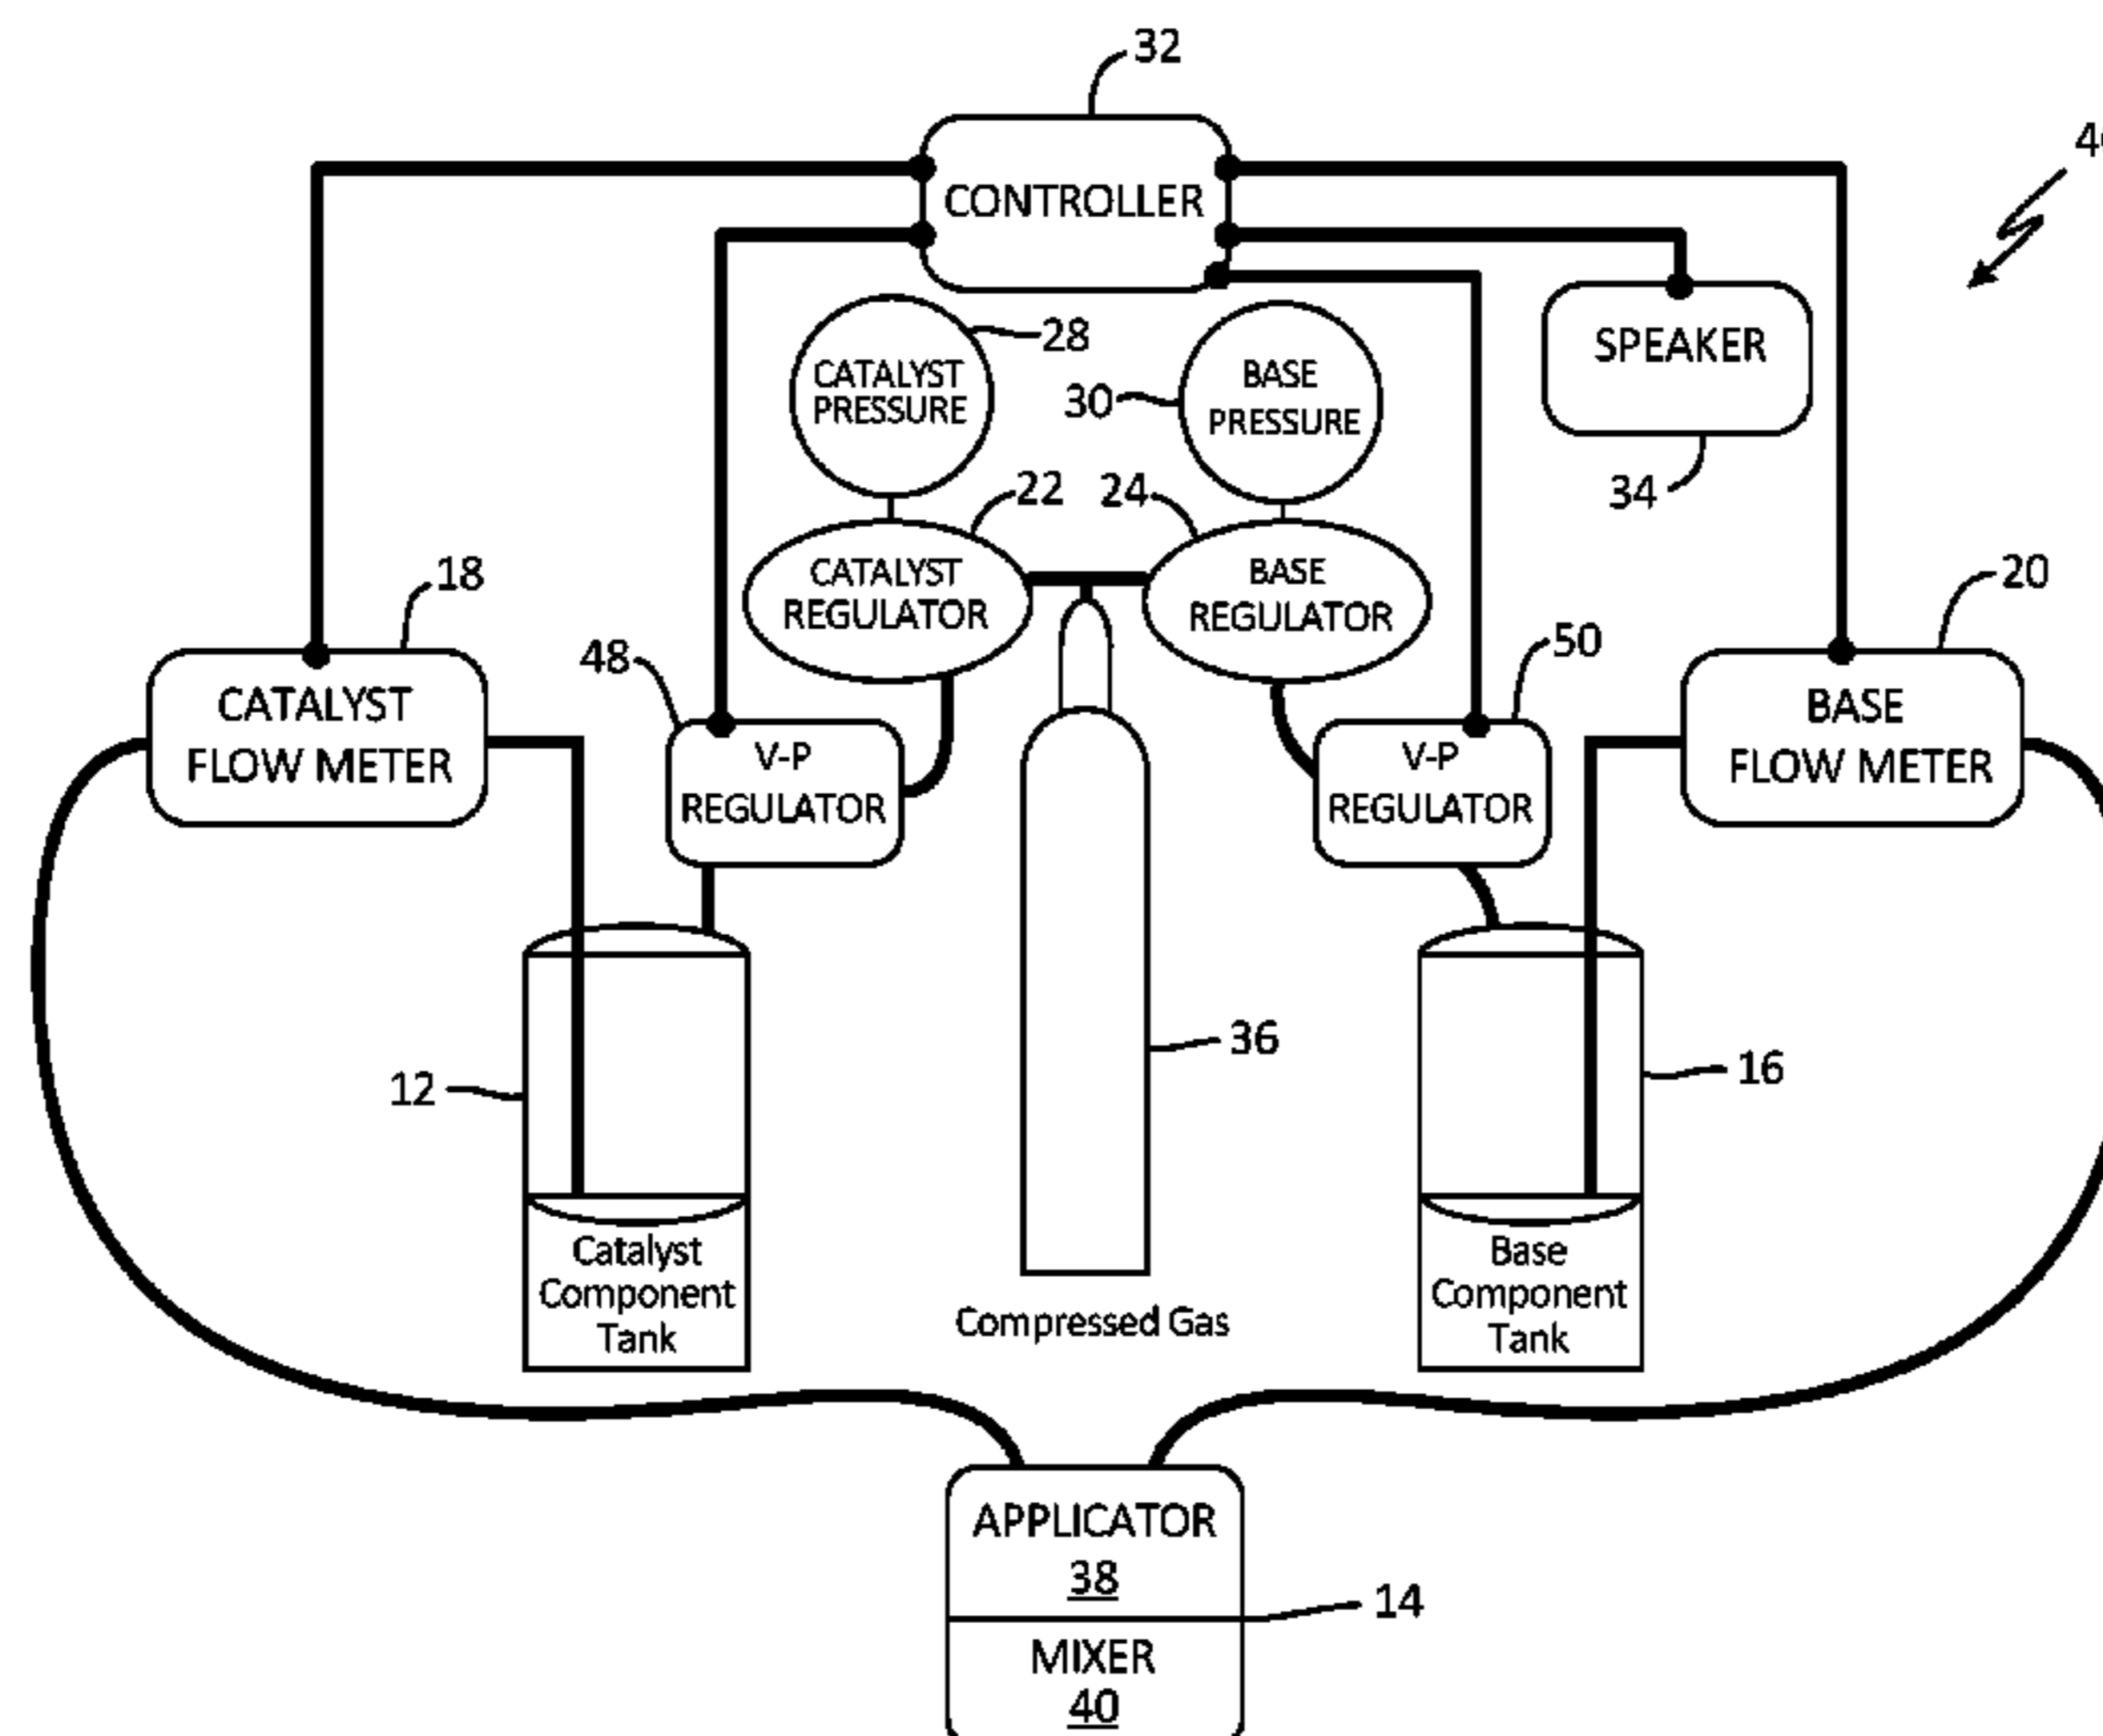 32
CONTROLLER
28
CATALYST
PRESSURE
30
BASE
PRESSURE
SPEAKER
34
22
24
CATALYST
REGULATOR
BASE
REGULATOR
18
20
48
50
CATALYST
FLOW METER
V-P
REGULATOR
V-P
REGULATOR
BASE
FLOW METER
12
36
16
Catalyst
Component
Tank
Compressed Gas
Base
Component
Tank
APPLICATOR
38
14
MIXER
40